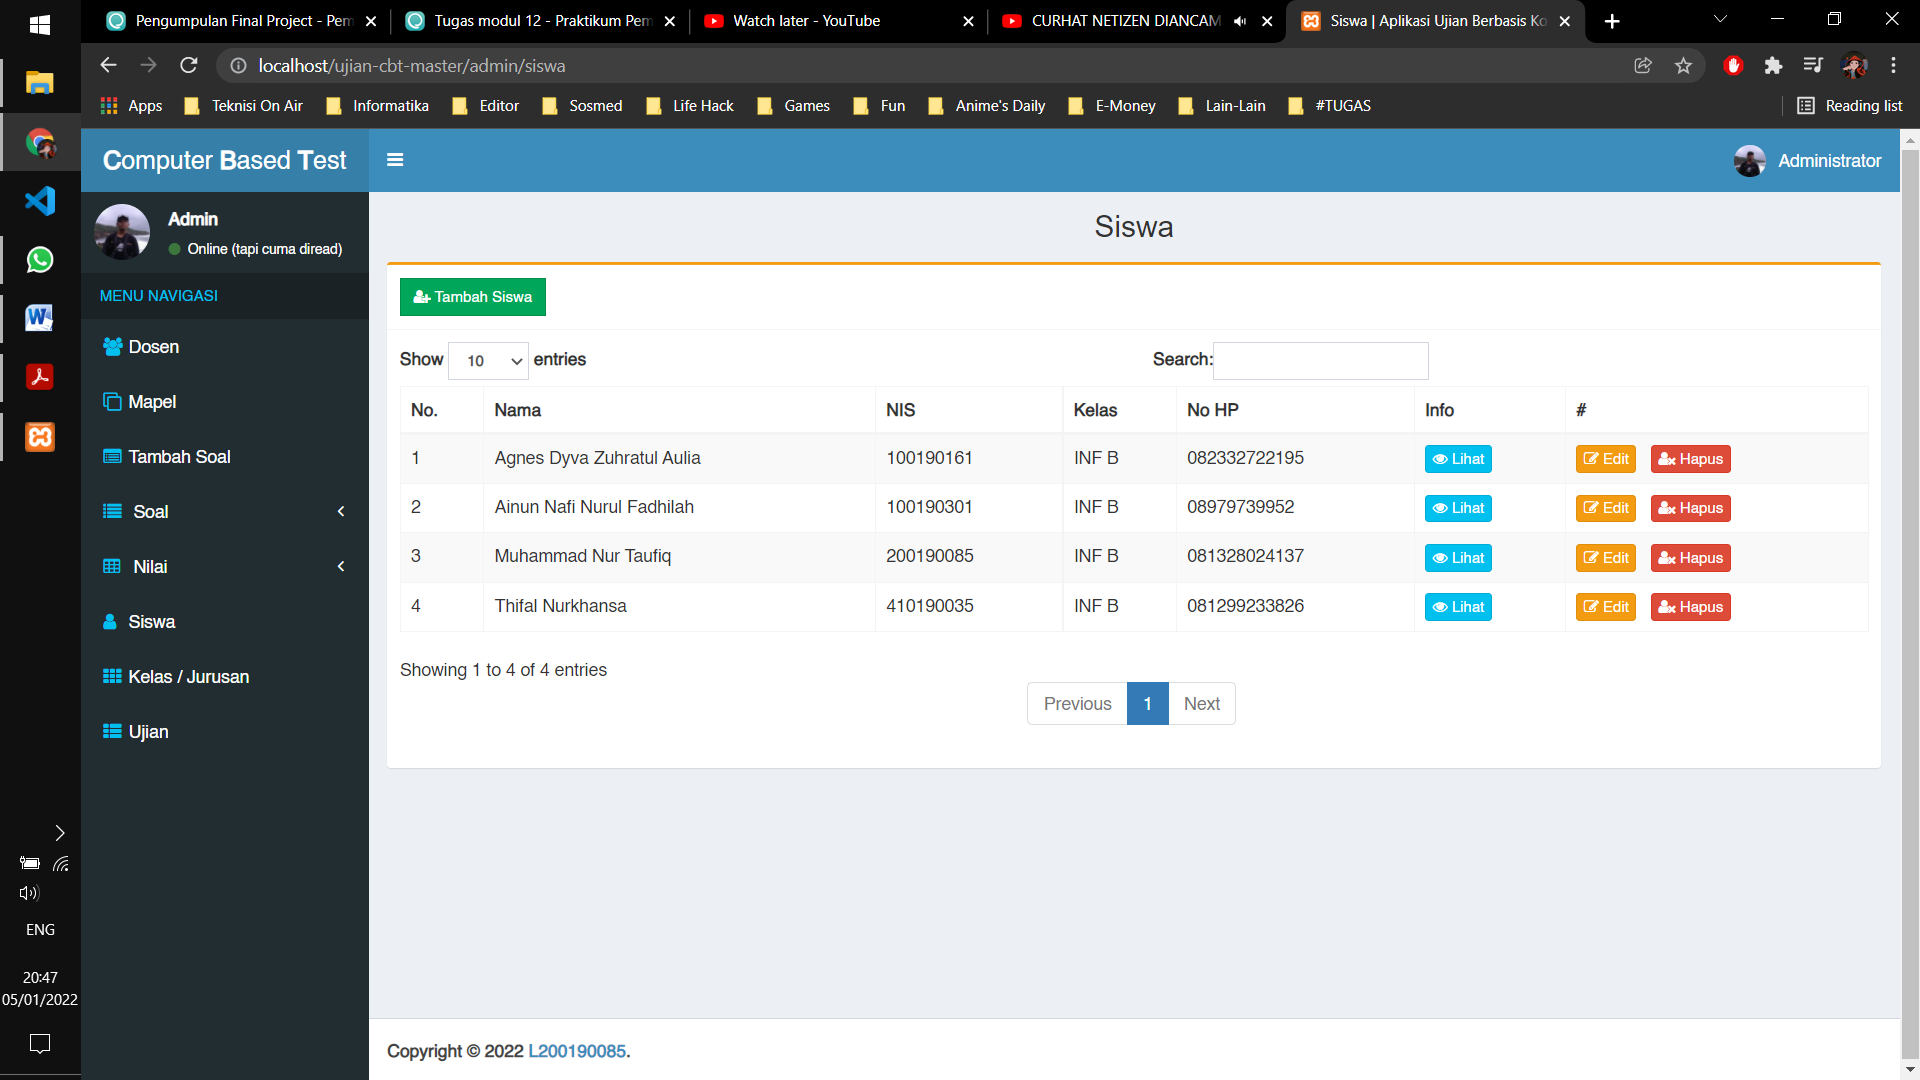 Pengumpulan Final Project - Pem
Tugas modul 12 - Praktikum Pem
Watch later - YouTube
CURHAT NETIZEN DIANCAM
Siswa | Aplikasi Ujian Berbasis Ko
localhost/ujian-cbt-master/admin/siswa
Apps Teknisi On Air Informatika Editor Sosmed Life Hack Games Fun Anime's Daily E-Money Lain-Lain #TUGAS Reading list
Computer Based Test
Administrator
Admin
Online (tapi cuma diread)
MENU NAVIGASI
Dosen
Mapel
Tambah Soal
Soal
Nilai
Siswa
Kelas / Jurusan
Ujian
Siswa
Tambah Siswa
Show 10 entries Search:
No. Nama NIS Kelas No HP Info #
1 Agnes Dyva Zuhratul Aulia 100190161 INF B 082332722195 Lihat Edit Hapus
2 Ainun Nafi Nurul Fadhilah 100190301 INF B 08979739952 Lihat Edit Hapus
3 Muhammad Nur Taufiq 200190085 INF B 081328024137 Lihat Edit Hapus
4 Thifal Nurkhansa 410190035 INF B 081299233826 Lihat Edit Hapus
Showing 1 to 4 of 4 entries
Previous 1 Next
Copyright © 2022 L200190085.
ENG
20:47
05/01/2022